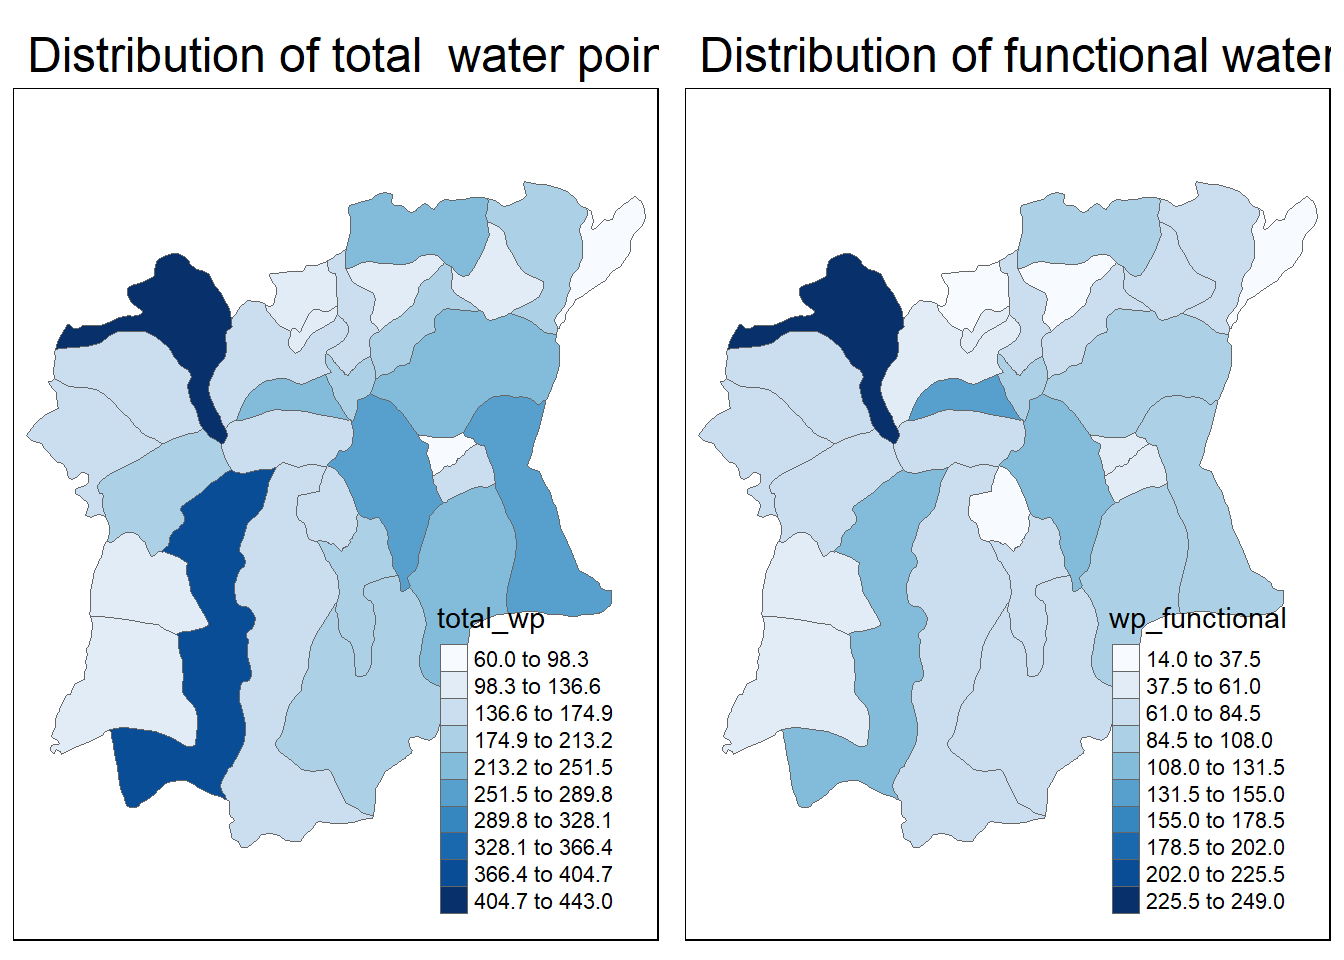 Distribution of total  water poin
Distribution of functional water
total_wp
60.0 to 98.3
98.3 to 136.6
136.6 to 174.9
174.9 to 213.2
213.2 to 251.5
251.5 to 289.8
289.8 to 328.1
328.1 to 366.4
366.4 to 404.7
404.7 to 443.0
wp_functional
14.0 to 37.5
37.5 to 61.0
61.0 to 84.5
84.5 to 108.0
108.0 to 131.5
131.5 to 155.0
155.0 to 178.5
178.5 to 202.0
202.0 to 225.5
225.5 to 249.0